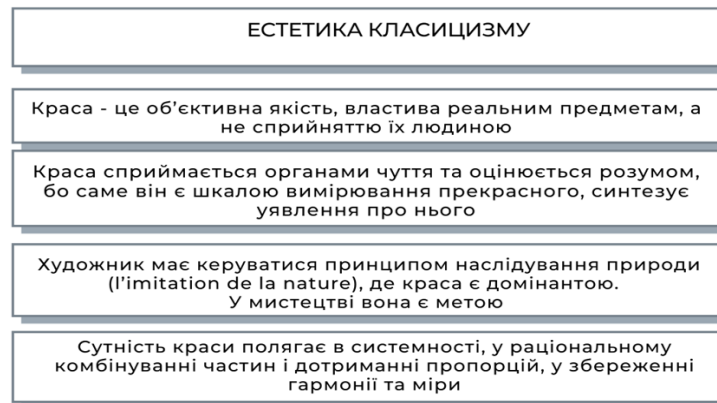 ЕСТЕТИКА КЛАСИЦИЗМУ
Краса - це об’єктивна якість, властива реальним предметам, а
не сприйняттю їх людиною
Краса сприймається органами чуття та оцінюється розумом,
бо саме він є шкалою вимірювання прекрасного, синтезує
уявлення про нього
Художник має керуватися принципом наслідування природи
(l’imitation de la nature), де краса є домінантою.
У мистецтві вона є метою
Сутність краси полягає в системності, у раціональному
комбінуванні частин і дотриманні пропорцій, у збереженні
гармонії та міри